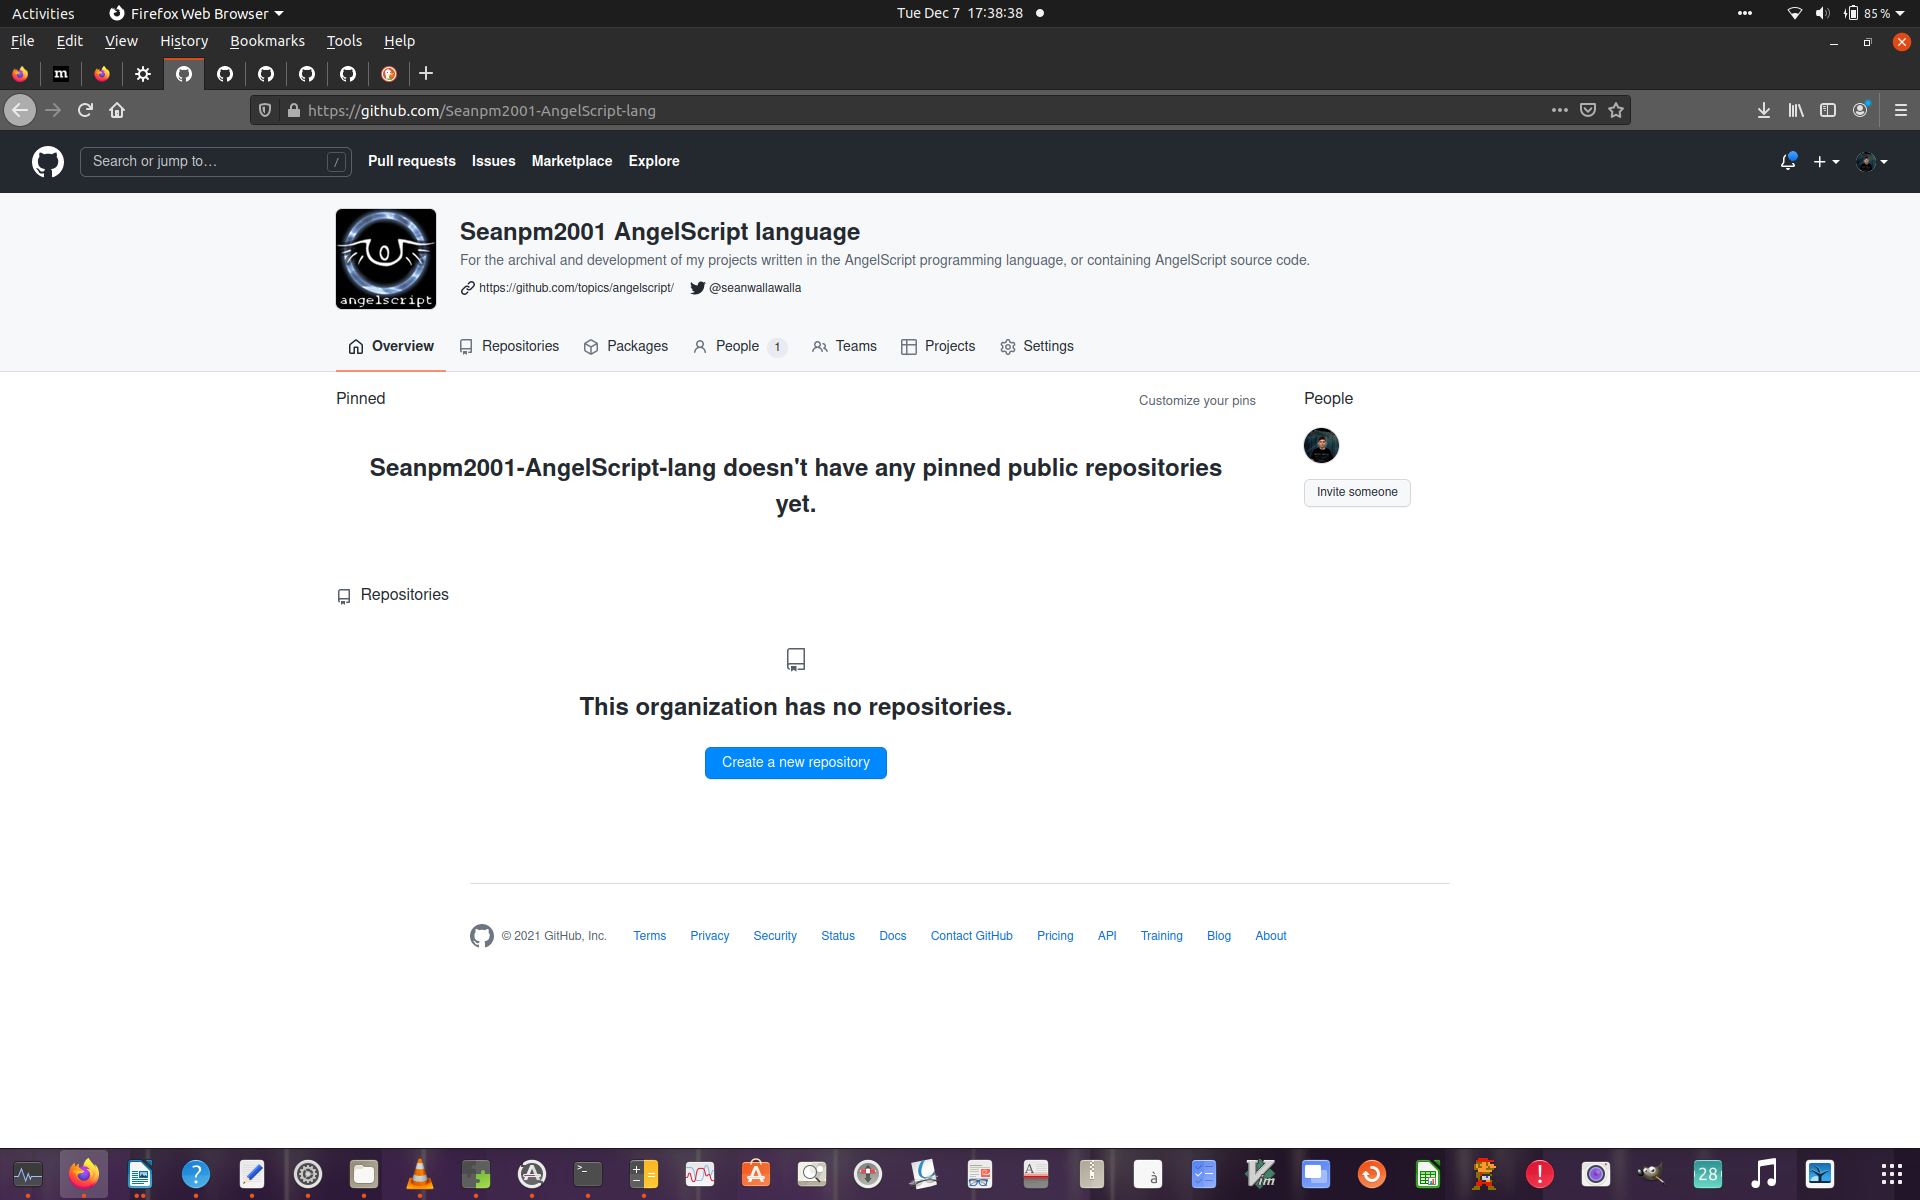 Activities
Firefox Web Browser
Tue Dec 7 17:38:38
85 %
File Edit View History Bookmarks Tools Help
m
https://github.com/Seanpm2001-AngelScript-lang
Search or jump to…
/
Pull requests Issues Marketplace Explore
angelscript
Seanpm2001 AngelScript language
For the archival and development of my projects written in the AngelScript programming language, or containing AngelScript source code.
https://github.com/topics/angelscript/ @seanwallawalla
Overview Repositories Packages People 1 Teams Projects Settings
Pinned
Customize your pins
People
Seanpm2001-AngelScript-lang doesn't have any pinned public repositories
yet.
Invite someone
Repositories
This organization has no repositories.
Create a new repository
© 2021 GitHub, Inc. Terms Privacy Security Status Docs Contact GitHub Pricing API Training Blog About
28